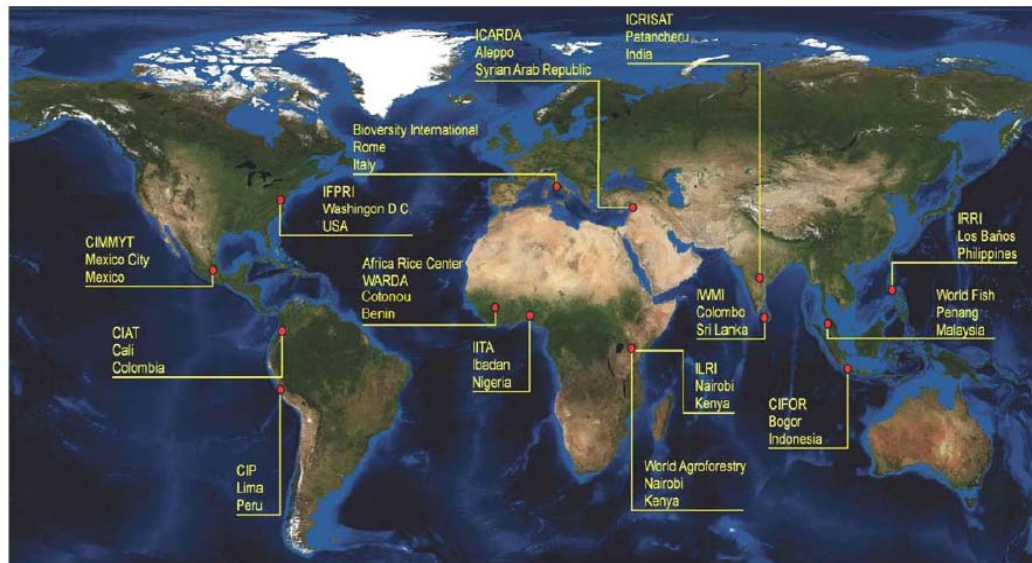 ICARDA
Aleppo
Syrian Arab Republic
ICRISAT
Patancheru
India
Bioversity International
Rome
Italy
IFPRI
Washingon D.C.
USA
CIMMYT
Mexico City
Mexico
Africa Rice Center
WARDA
Cotonou
Benin
IRRI
Los Baños
Philippines
IWMI
Colombo
Sri Lanka
World Fish
Penang
Malaysia
CIAT
Cali
Colombia
IITA
Ibadan
Nigeria
ILRI
Nairobi
Kenya
CIFOR
Bogor
Indonesia
CIP
Lima
Peru
World Agroforestry
Nairobi
Kenya